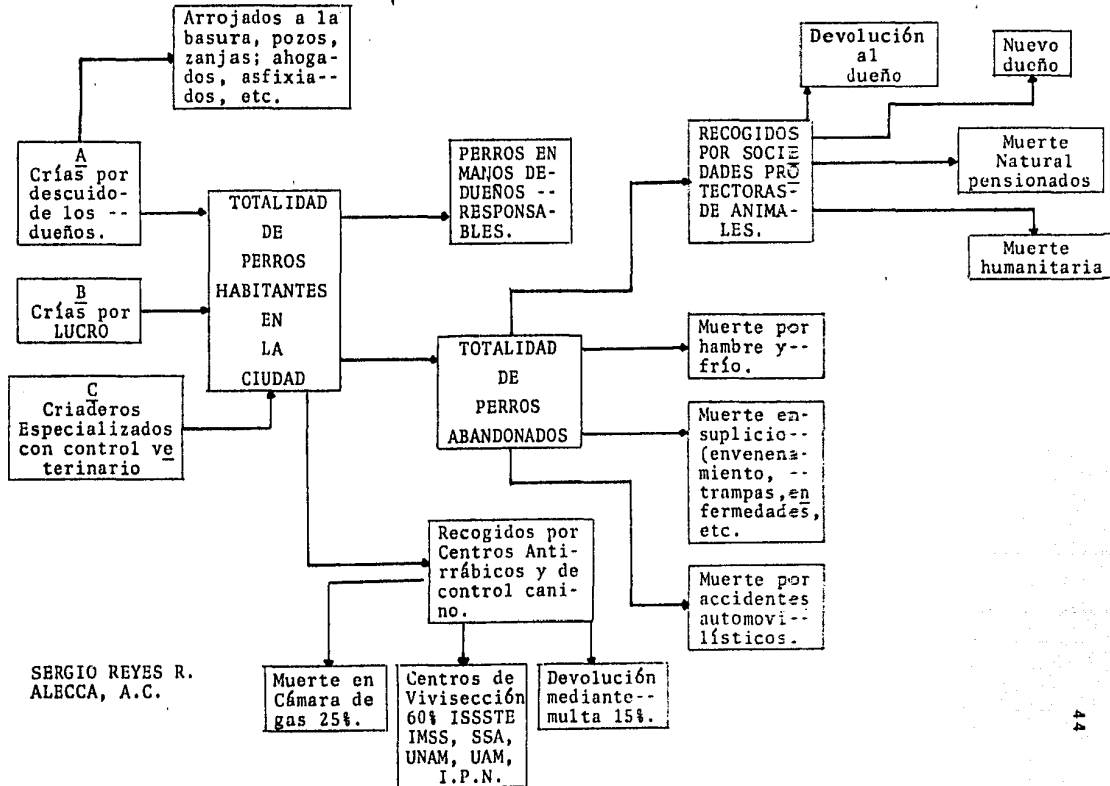 Arrojados a la
basura, pozos,
zanjas; ahoga-
dos, asfixia--
dos, etc.
Devolución
al
dueño
Nuevo
dueño
A
Crías por
descuido-
de los --
dueños.
B
Crías por
LUCRO
C
Criaderos
Especializados
con control ve
terinario
TOTALIDAD
DE
PERROS
HABITANTES
EN
LA
CIUDAD
PERROS EN
MANOS DE-
DUEÑOS --
RESPONSA-
BLES.
RECOGIDOS
POR SOCIE
DADES PRO
TECTORAS-
DE ANIMA-
LES.
Muerte
Natural
pensionados
Muerte
humanitaria
TOTALIDAD
DE
PERROS
ABANDONADOS
Muerte por
hambre y--
frío.
Muerte en-
suplicio--
(envenena-
miento, --
trampas,en
fermedades,
etc.
Muerte por
accidentes
automovi--
lísticos.
Recogidos por
Centros Anti-
rrábicos y de
control cani-
no.
SERGIO REYES R.
ALECCA, A.C.
Muerte en
Cámara de
gas 25%.
Centros de
Vivisección
60% ISSSTE
IMSS, SSA,
UNAM, UAM,
I.P.N.
Devolución
mediante--
multa 15%.
44